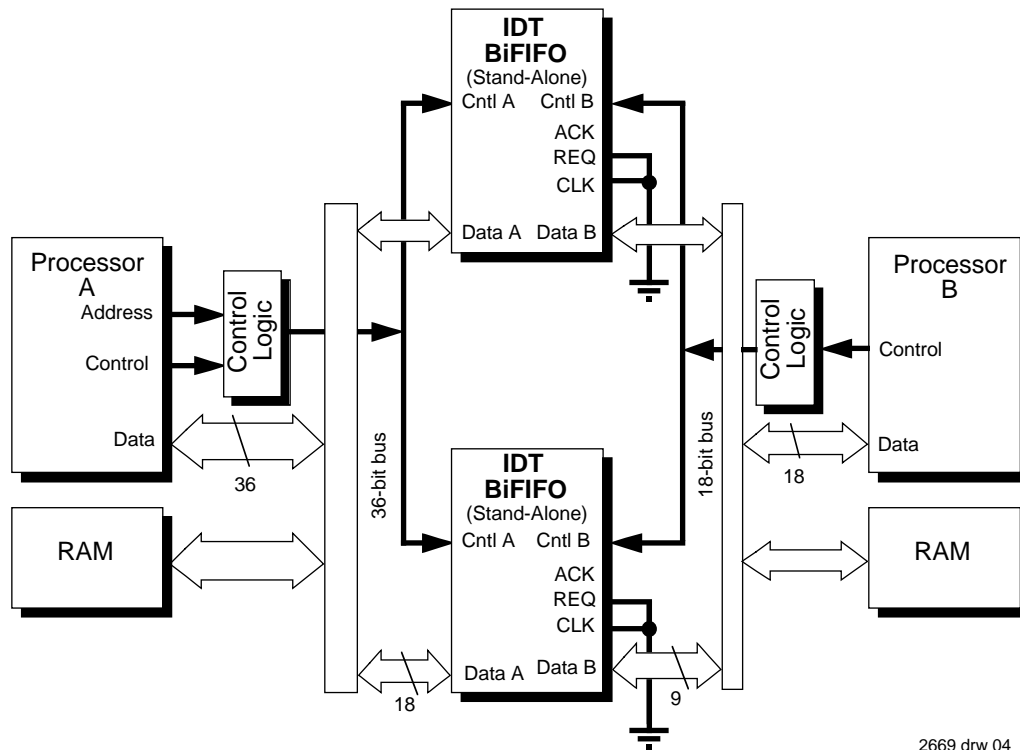 IDT
BiFIFO
(Stand-Alone)
Cntl A Cntl B
ACK
REQ
CLK
Data A Data B
Processor
A
Address
Control
Data
36
Control
Logic
36-bit bus
18-bit bus
Control
Logic
Processor
B
Control
Data
18
IDT
BiFIFO
(Stand-Alone)
Cntl A Cntl B
ACK
REQ
CLK
Data A Data B
18
9
RAM
RAM
2669 drw 04